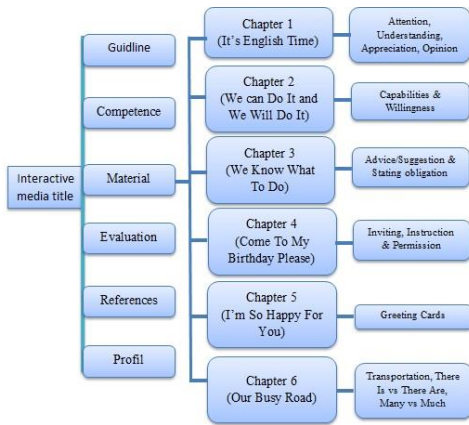 Interactive
media title
Guidline
Competence
Material
Evaluation
References
Profil
Chapter 1
(It's English Time)
Chapter 2
(We can Do It and
We Will Do It)
Chapter 3
(We Know What
To Do)
Chapter 4
(Come To My
Birthday Please)
Chapter 5
(I'm So Happy For
You)
Chapter 6
(Our Busy Road)
Attention,
Understanding,
Appreciation, Opinion
Capabilities &
Willingness
Advice/Suggestion &
Stating obligation
Inviting, Instruction
& Permission
Greeting Cards
Transportation, There
Is vs There Are,
Many vs Much